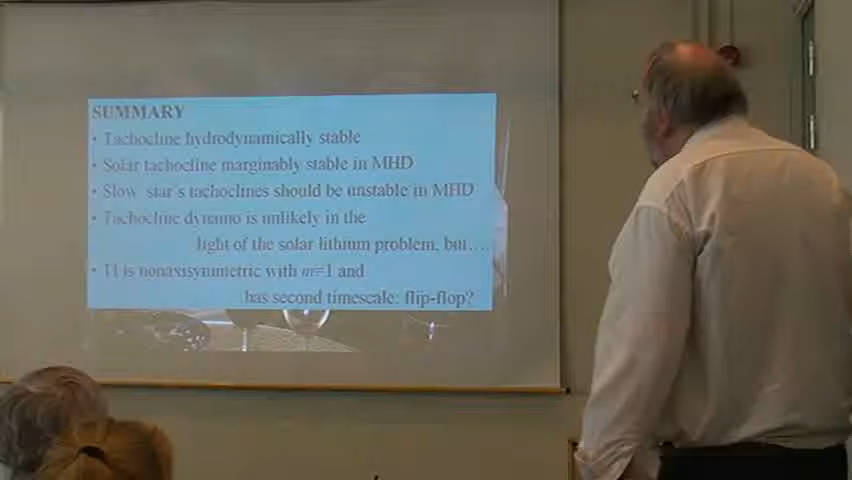 SUMMARY
• Tachocline hydrodynamically stable
• Solar tachocline marginably stable in MHD
• Slow star´s tachoclines should be unstable in MHD
• Tachocline dynamo is unlikely in the
light of the solar lithium problem, but….
• TI is nonaxisymmetric with m=1 and
has second timescale: flip-flop?